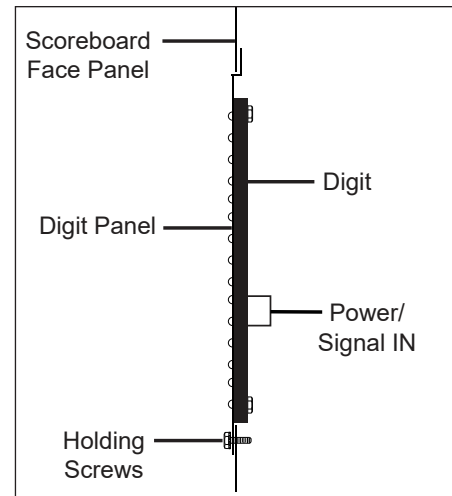 Scoreboard
Face Panel
Digit
Digit Panel
Power/
Signal IN
Holding
Screws